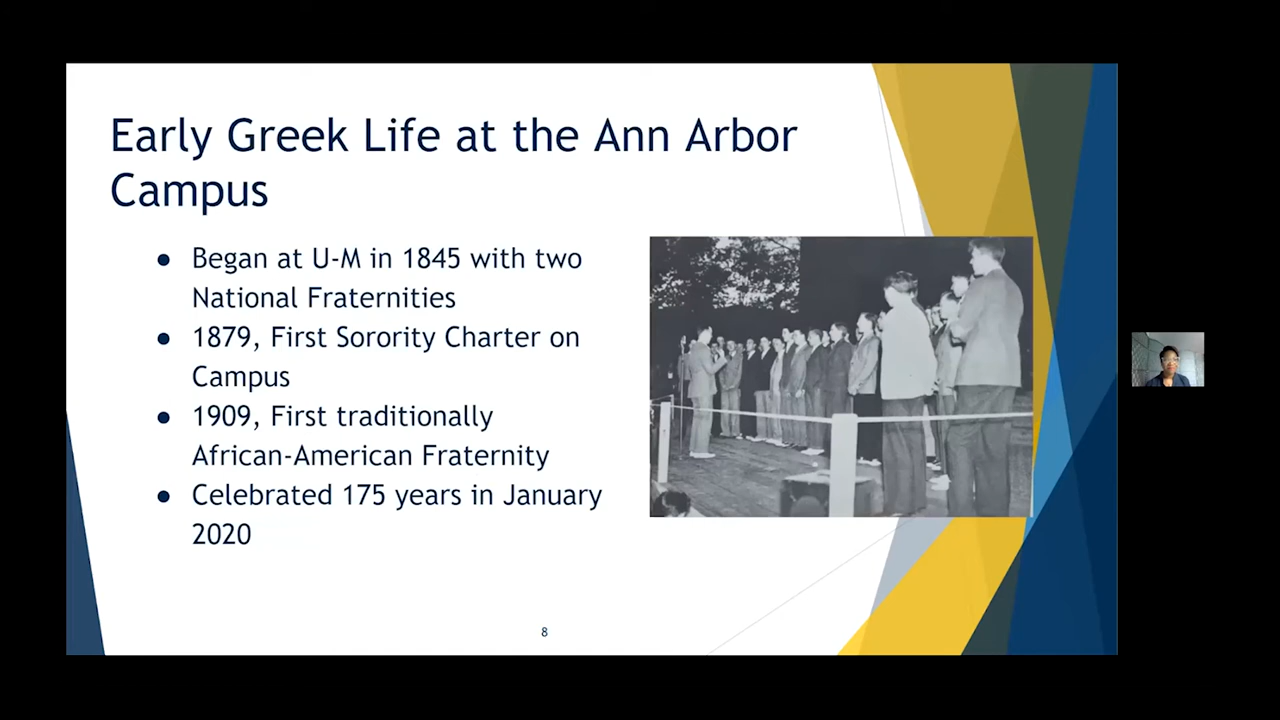 Early Greek Life at the Ann Arbor
Campus
● Began at U-M in 1845 with two
National Fraternities
● 1879, First Sorority Charter on
Campus
● 1909, First traditionally
African-American Fraternity
● Celebrated 175 years in January
2020
8